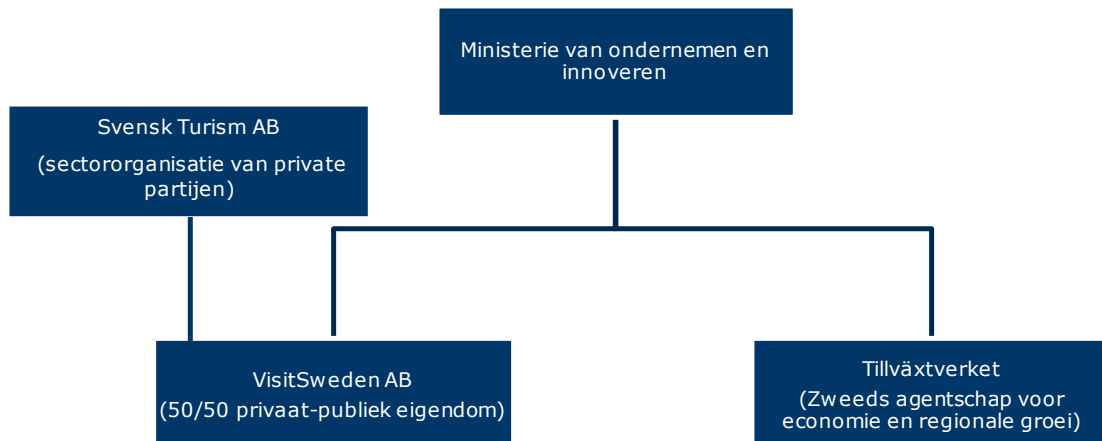 Ministerie van ondernemen en
innoveren
Svensk Turism AB
(sectororganisatie van private
partijen)
VisitSweden AB
(50/50 privaat-publiek eigendom)
Tillväxtverket
(Zweeds agentschap voor
economie en regionale groei)